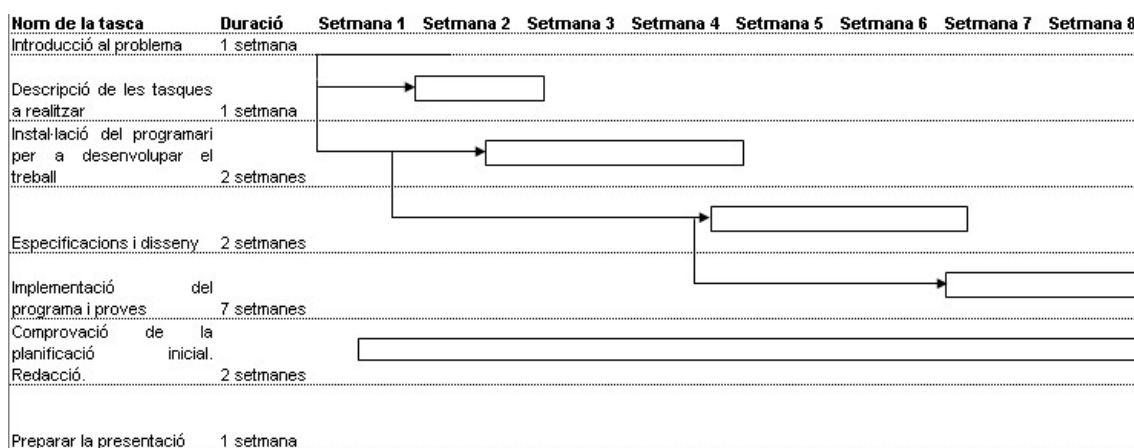 Nom de la tasca Duració Setmana 1 Setmana 2 Setmana 3 Setmana 4 Setmana 5 Setmana 6 Setmana 7 Setmana 8
Introducció al problema 1 setmana
Descripció de les tasques
a realitzar 1 setmana
Instal·lació del programari
per a desenvolupar el
treball 2 setmanes
Especificacions i disseny 2 setmanes
Implementació del
programa i proves 7 setmanes
Comprovació de la
planificació inicial.
Redacció. 2 setmanes
Preparar la presentació 1 setmana